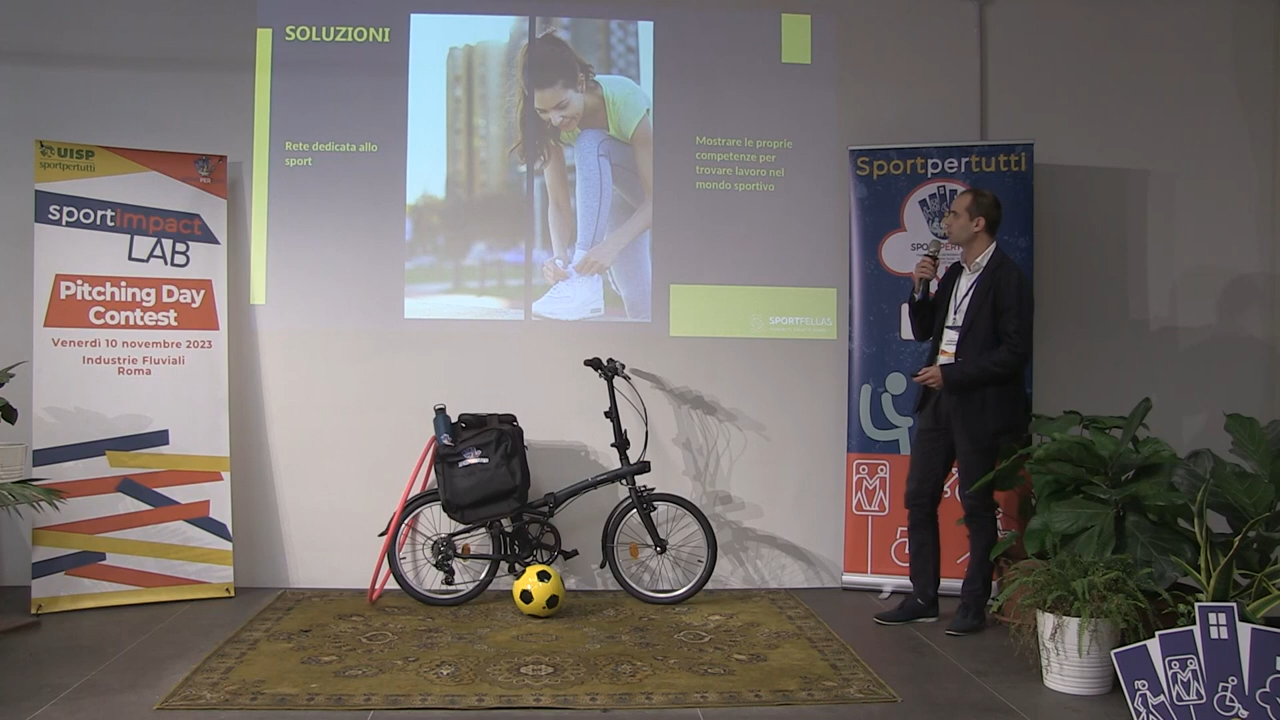 UISP
sportpertutti
sportimpact
LAB
Pitching Day
Contest
Venerdì 10 novembre 2023
Industrie Fluviali
Roma
SOLUZIONI
Rete dedicata allo
sport
Mostrare le proprie
competenze per
trovare lavoro nel
mondo sportivo
SPORTFELLAS
Sportpertutti